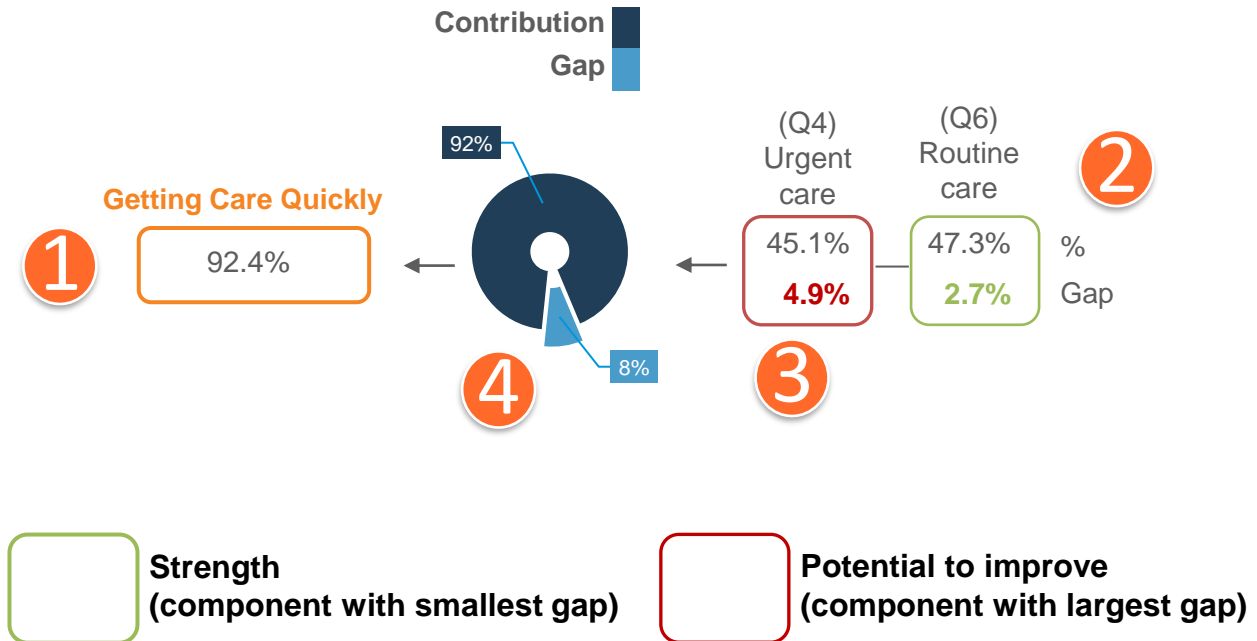 Contribution
Gap
92%
(Q4)
Urgent
care
(Q6)
Routine
care
2
Getting Care Quickly
1
92.4%
45.1%
47.3%
%
4.9%
2.7%
Gap
4
8%
3
Strength
(component with smallest gap)
Potential to improve
(component with largest gap)